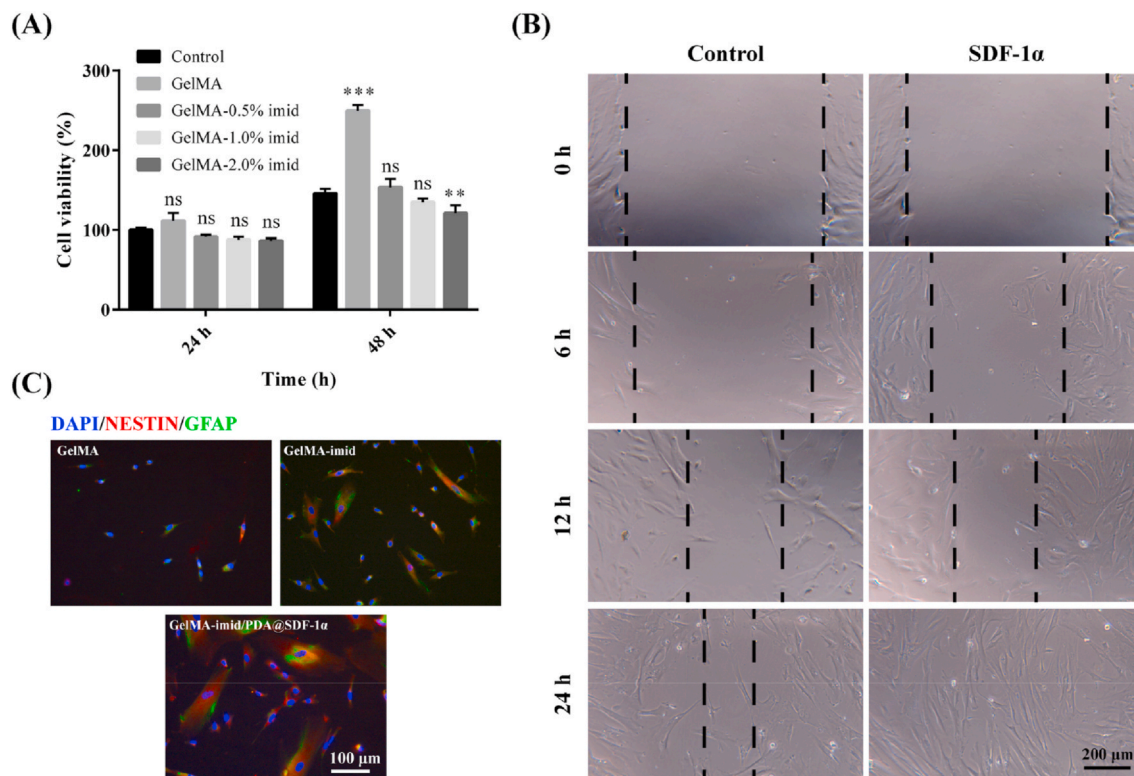 (A)
Control
GelMA
GelMA-0.5% imid
GelMA-1.0% imid
GelMA-2.0% imid
Cell viability (%)
300
200
100
0
ns
ns
ns
ns
***
ns
ns
**
24 h
48 h
Time (h)
(B)
Control
SDF-1α
0 h
6 h
12 h
24 h
200 μm
(C)
DAPI/NESTIN/GFAP
GelMA
GelMA-imid
GelMA-imid/PDA@SDF-1α
100 μm